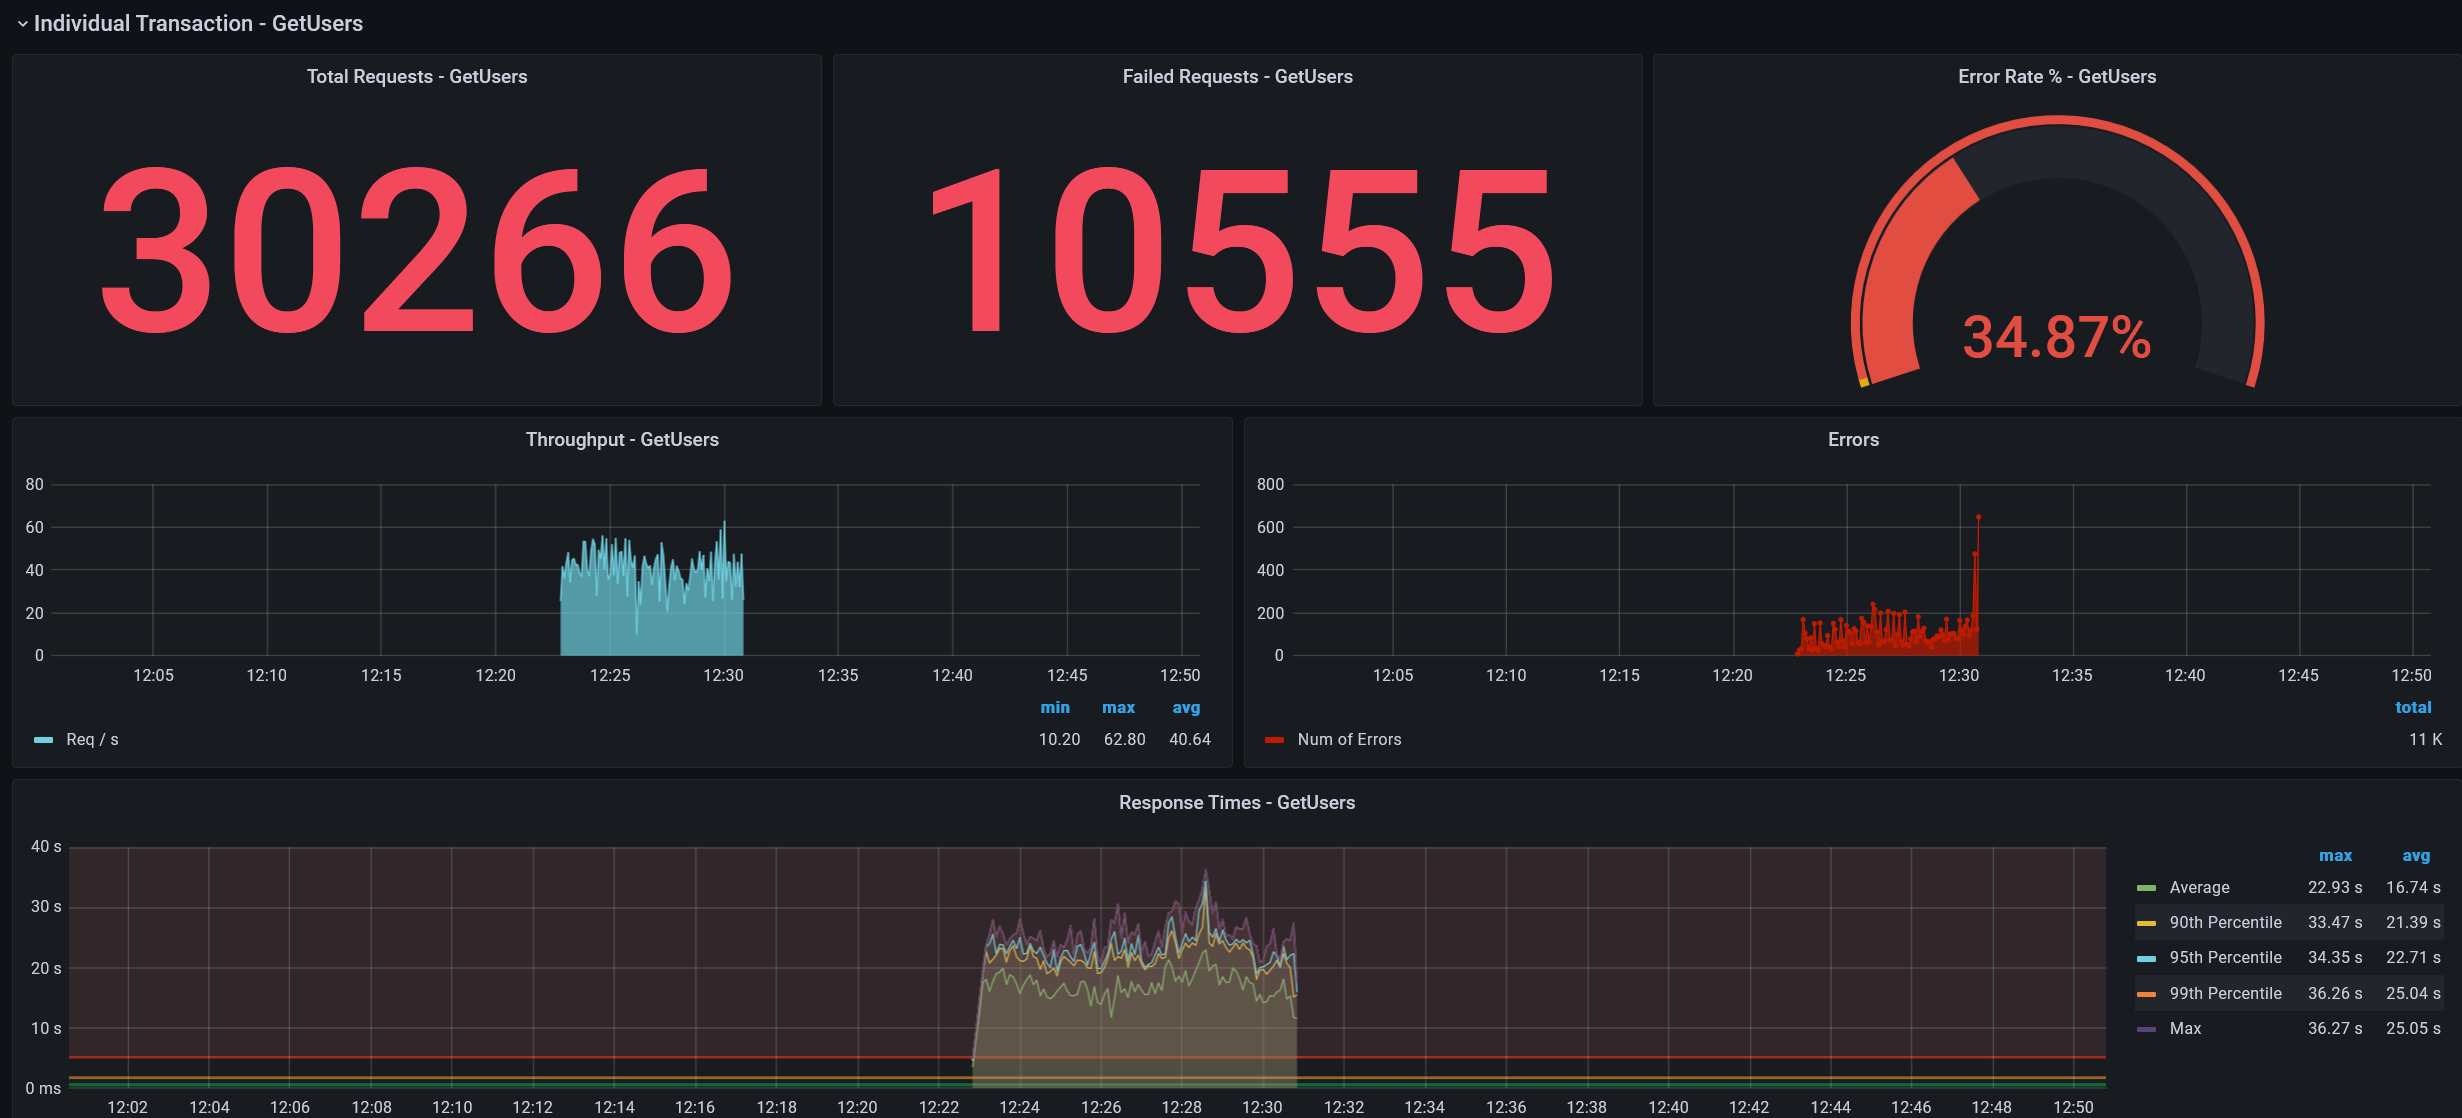 Individual Transaction - GetUsers
Total Requests - GetUsers
30266
Failed Requests - GetUsers
10555
Error Rate % - GetUsers
34.87%
Throughput - GetUsers
80
60
40
20
0
12:05 12:10 12:15 12:20 12:25 12:30 12:35 12:40 12:45 12:50
min max avg
Req / s 10.20 62.80 40.64
Errors
800
600
400
200
0
12:05 12:10 12:15 12:20 12:25 12:30 12:35 12:40 12:45 12:50
total
Num of Errors 11 K
Response Times - GetUsers
40 s
30 s
20 s
10 s
0 ms
12:02 12:04 12:06 12:08 12:10 12:12 12:14 12:16 12:18 12:20 12:22 12:24 12:26 12:28 12:30 12:32 12:34 12:36 12:38 12:40 12:42 12:44 12:46 12:48 12:50
max avg
Average 22.93 s 16.74 s
90th Percentile 33.47 s 21.39 s
95th Percentile 34.35 s 22.71 s
99th Percentile 36.26 s 25.04 s
Max 36.27 s 25.05 s